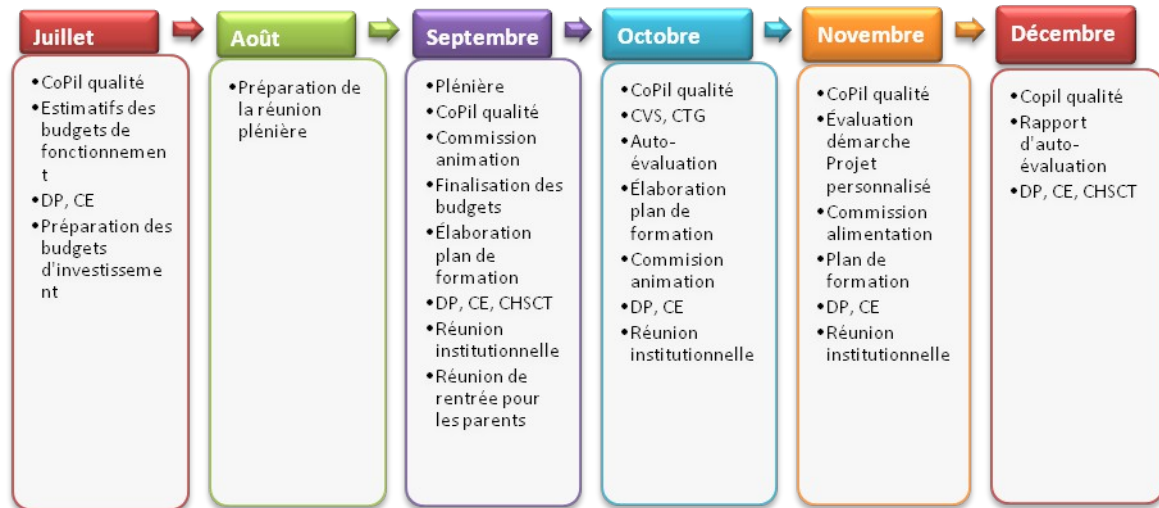 Juillet
•CoPil qualité
•Estimatifs des
budgets de
fonctionnemen
t
•DP, CE
•Préparation des
budgets
d'investisseme
nt
Août
•Préparation de
la réunion
plénière
Septembre
•Plénière
•CoPil qualité
•Commission
animation
•Finalisation des
budgets
•Élaboration
plan de
formation
•DP, CE, CHSCT
•Réunion
institutionnelle
•Réunion de
rentrée pour
les parents
Octobre
•CoPil qualité
•CVS, CTG
•Auto-
évaluation
•Élaboration
plan de
formation
•Commision
animation
•DP, CE
•Réunion
institutionnelle
Novembre
•CoPil qualité
•Évaluation
démarche
Projet
personnalisé
•Commission
alimentation
•Plan de
formation
•DP, CE
•Réunion
institutionnelle
Décembre
•Copil qualité
•Rapport
d'auto-
évaluation
•DP, CE, CHSCT